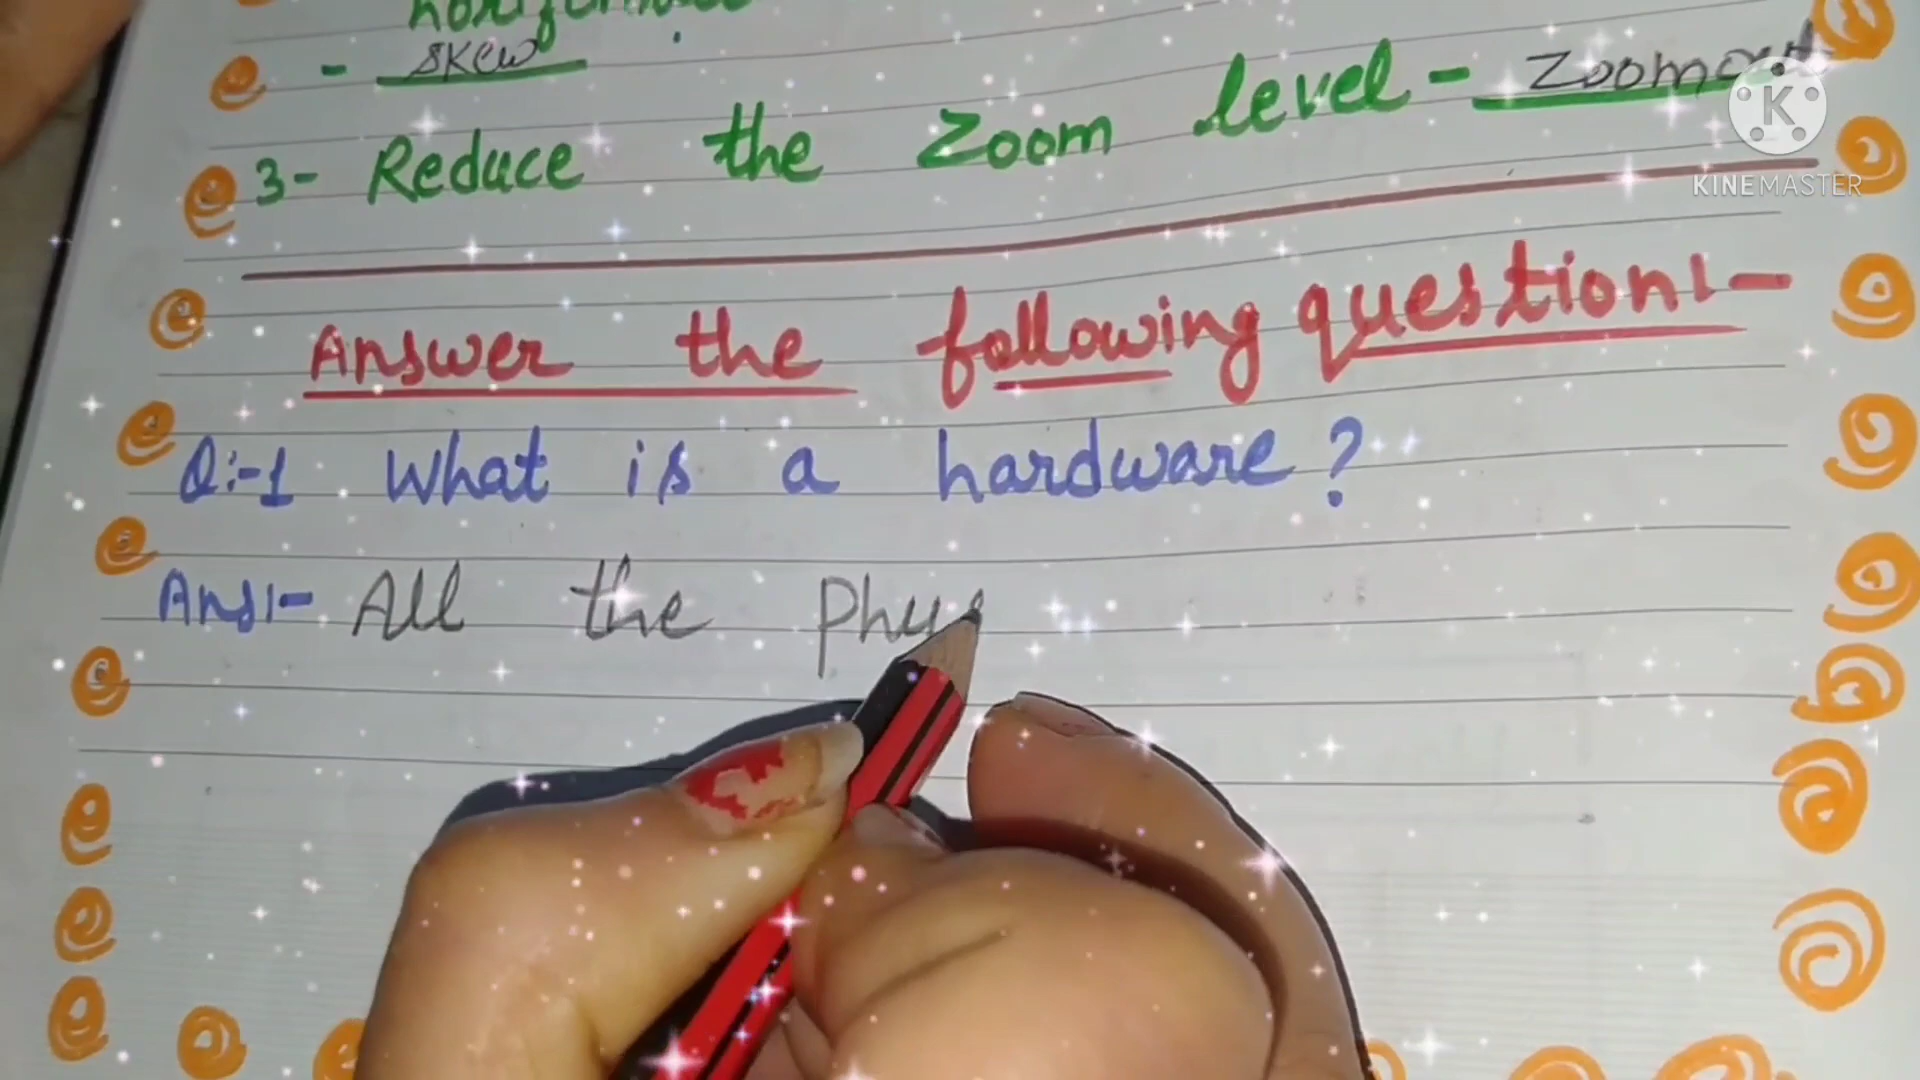 - skew
3- Reduce the Zoom level - Zoomout
KINEMASTER
Answer the following question:-
Q:-1 What is a hardware?
Ans:- All the Phys